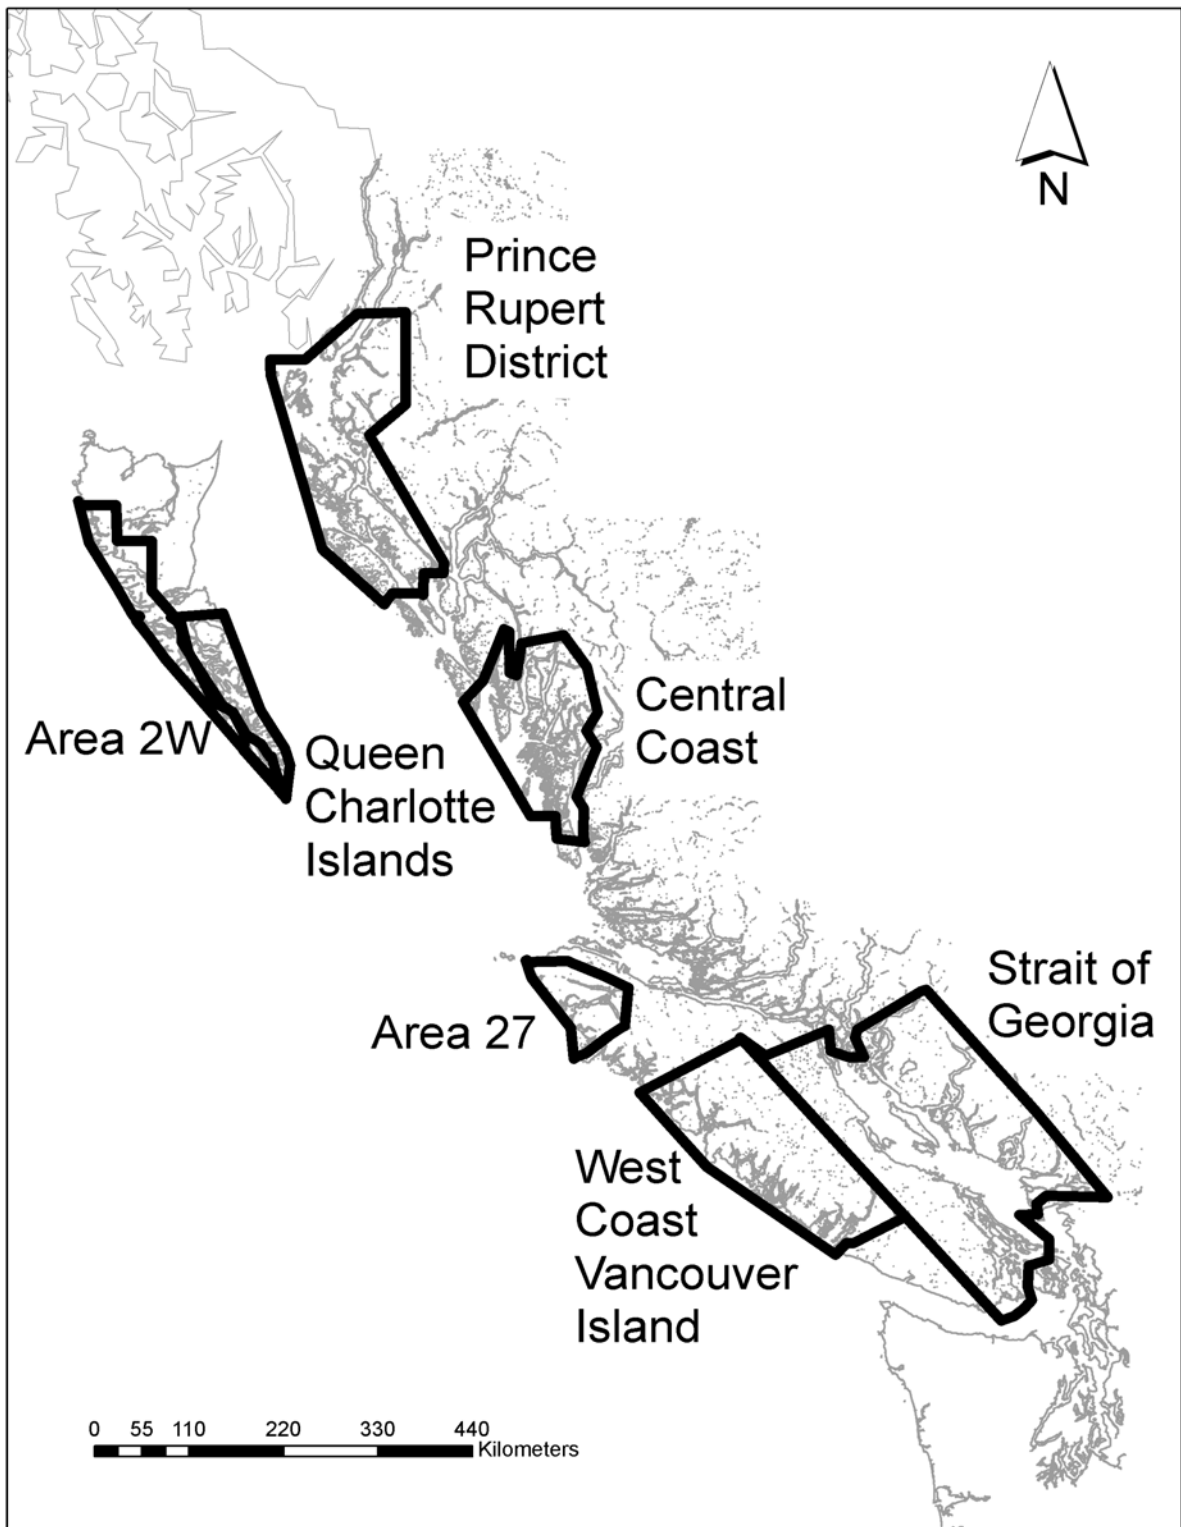 N
Prince
Rupert
District
Central
Coast
Area 2W
Queen
Charlotte
Islands
Strait of
Georgia
Area 27
West
Coast
Vancouver
Island
0 55 110 220 330 440
Kilometers